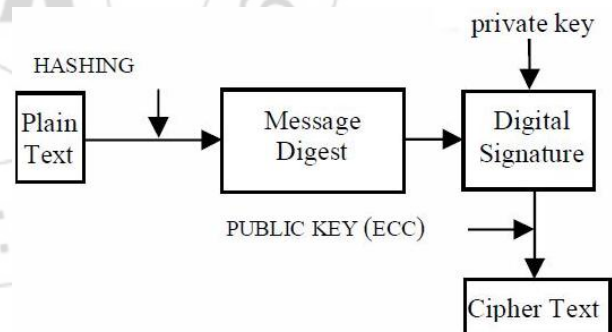 private key
HASHING
Plain
Text
Message
Digest
Digital
Signature
PUBLIC KEY (ECC)
Cipher Text